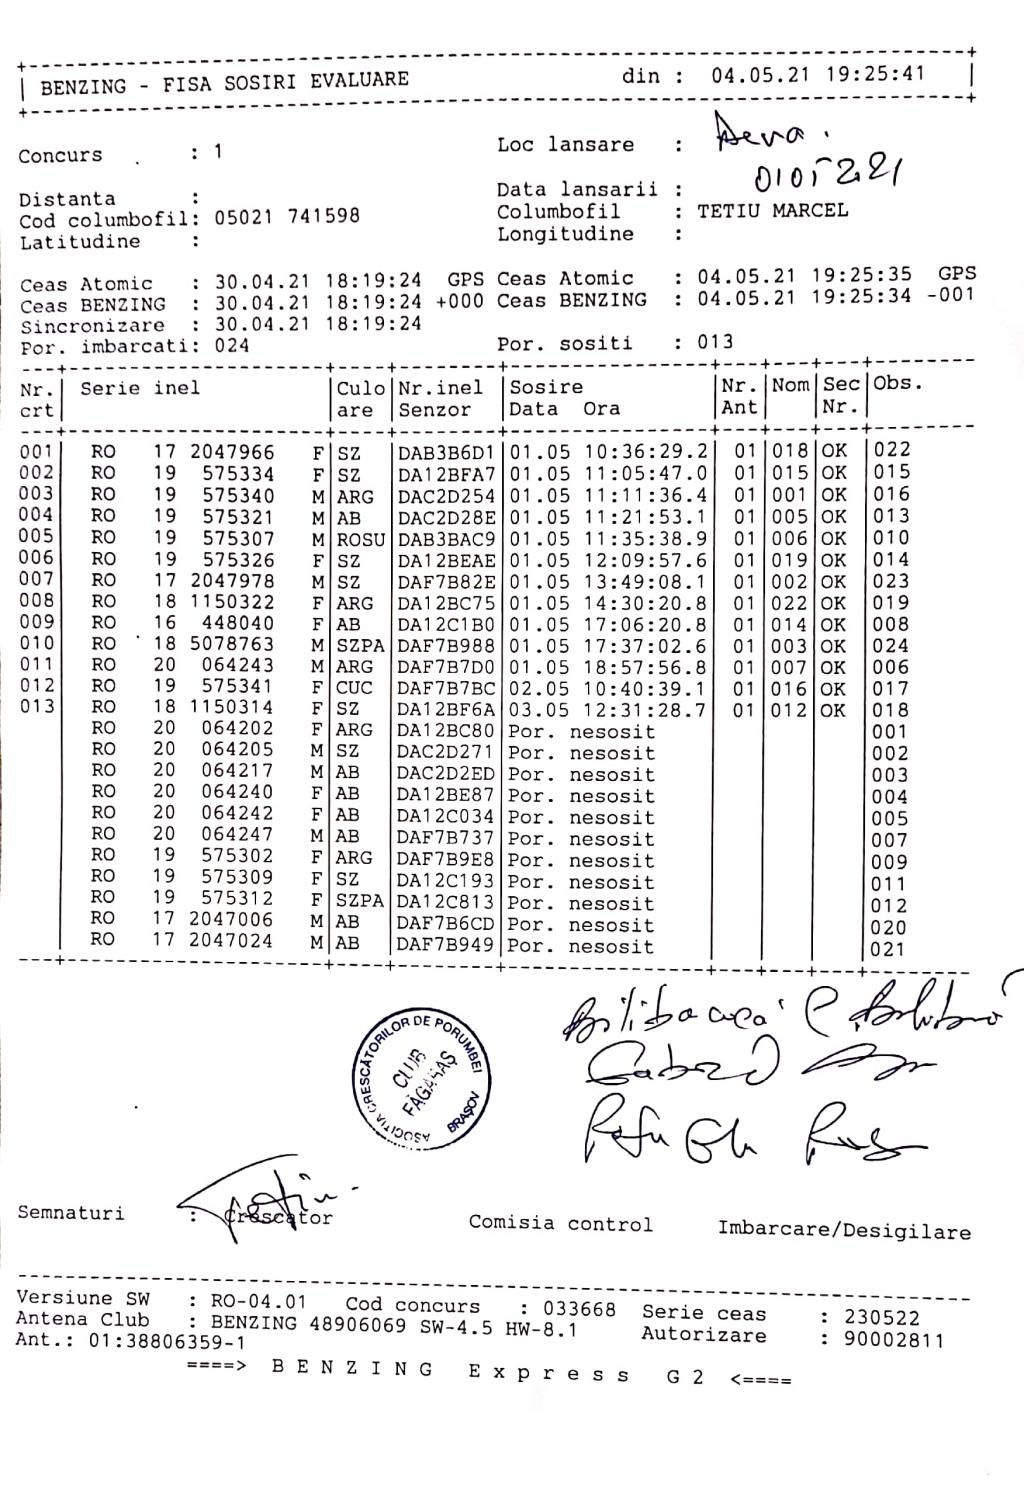 BENZING - FISA SOSIRI EVALUARE din : 04.05.21 19:25:41
Concurs : 1 Loc lansare : Deva.
Distanta : Data lansarii : 01052021
Cod columbofil: 05021 741598 Columbofil : TETIU MARCEL
Latitudine : Longitudine :
Ceas Atomic : 30.04.21 18:19:24 GPS Ceas Atomic : 04.05.21 19:25:35 GPS
Ceas BENZING : 30.04.21 18:19:24 +000 Ceas BENZING : 04.05.21 19:25:34 -001
Sincronizare : 30.04.21 18:19:24
Por. imbarcati: 024 Por. sositi : 013
Nr. Serie inel Culo Nr.inel Sosire Nr. Nom Sec Obs.
crt are Senzor Data Ora Ant Nr.
001 RO 17 2047966 F SZ DAB3B6D1 01.05 10:36:29.2 01 018 OK 022
002 RO 19 575334 F SZ DA12BFA7 01.05 11:05:47.0 01 015 OK 015
003 RO 19 575340 M ARG DAC2D254 01.05 11:11:36.4 01 001 OK 016
004 RO 19 575321 M AB DAC2D28E 01.05 11:21:53.1 01 005 OK 013
005 RO 19 575307 M ROSU DAB3BAC9 01.05 11:35:38.9 01 006 OK 010
006 RO 19 575326 F SZ DA12BEAE 01.05 12:09:57.6 01 019 OK 014
007 RO 17 2047978 M SZ DAF7B82E 01.05 13:49:08.1 01 002 OK 023
008 RO 18 1150322 F ARG DA12BC75 01.05 14:30:20.8 01 022 OK 019
009 RO 16 448040 F AB DA12C1B0 01.05 17:06:20.8 01 014 OK 008
010 RO 18 5078763 M SZPA DAF7B988 01.05 17:37:02.6 01 003 OK 024
011 RO 20 064243 M ARG DAF7B7D0 01.05 18:57:56.8 01 007 OK 006
012 RO 19 575341 F CUC DAF7B7BC 02.05 10:40:39.1 01 016 OK 017
013 RO 18 1150314 F SZ DA12BF6A 03.05 12:31:28.7 01 012 OK 018
RO 20 064202 F ARG DA12BC80 Por. nesosit 001
RO 20 064205 M SZ DAC2D271 Por. nesosit 002
RO 20 064217 M AB DAC2D2ED Por. nesosit 003
RO 20 064240 F AB DA12BE87 Por. nesosit 004
RO 20 064242 F AB DA12C034 Por. nesosit 005
RO 20 064247 M AB DAF7B737 Por. nesosit 007
RO 19 575302 F ARG DAF7B9E8 Por. nesosit 009
RO 19 575309 F SZ DA12C193 Por. nesosit 011
RO 19 575312 F SZPA DA12C813 Por. nesosit 012
RO 17 2047006 M AB DAF7B6CD Por. nesosit 020
RO 17 2047024 M AB DAF7B949 Por. nesosit 021
ASOCIȚIA CRESCĂTORILOR DE PORUMBEI BRAȘOV
CLUB
FĂGĂRAȘ
Semnaturi : Crescator Comisia control Imbarcare/Desigilare
Versiune SW : RO-04.01 Cod concurs : 033668 Serie ceas : 230522
Antena Club : BENZING 48906069 SW-4.5 HW-8.1 Autorizare : 90002811
Ant.: 01:38806359-1
====> B E N Z I N G E x p r e s s G 2 <====